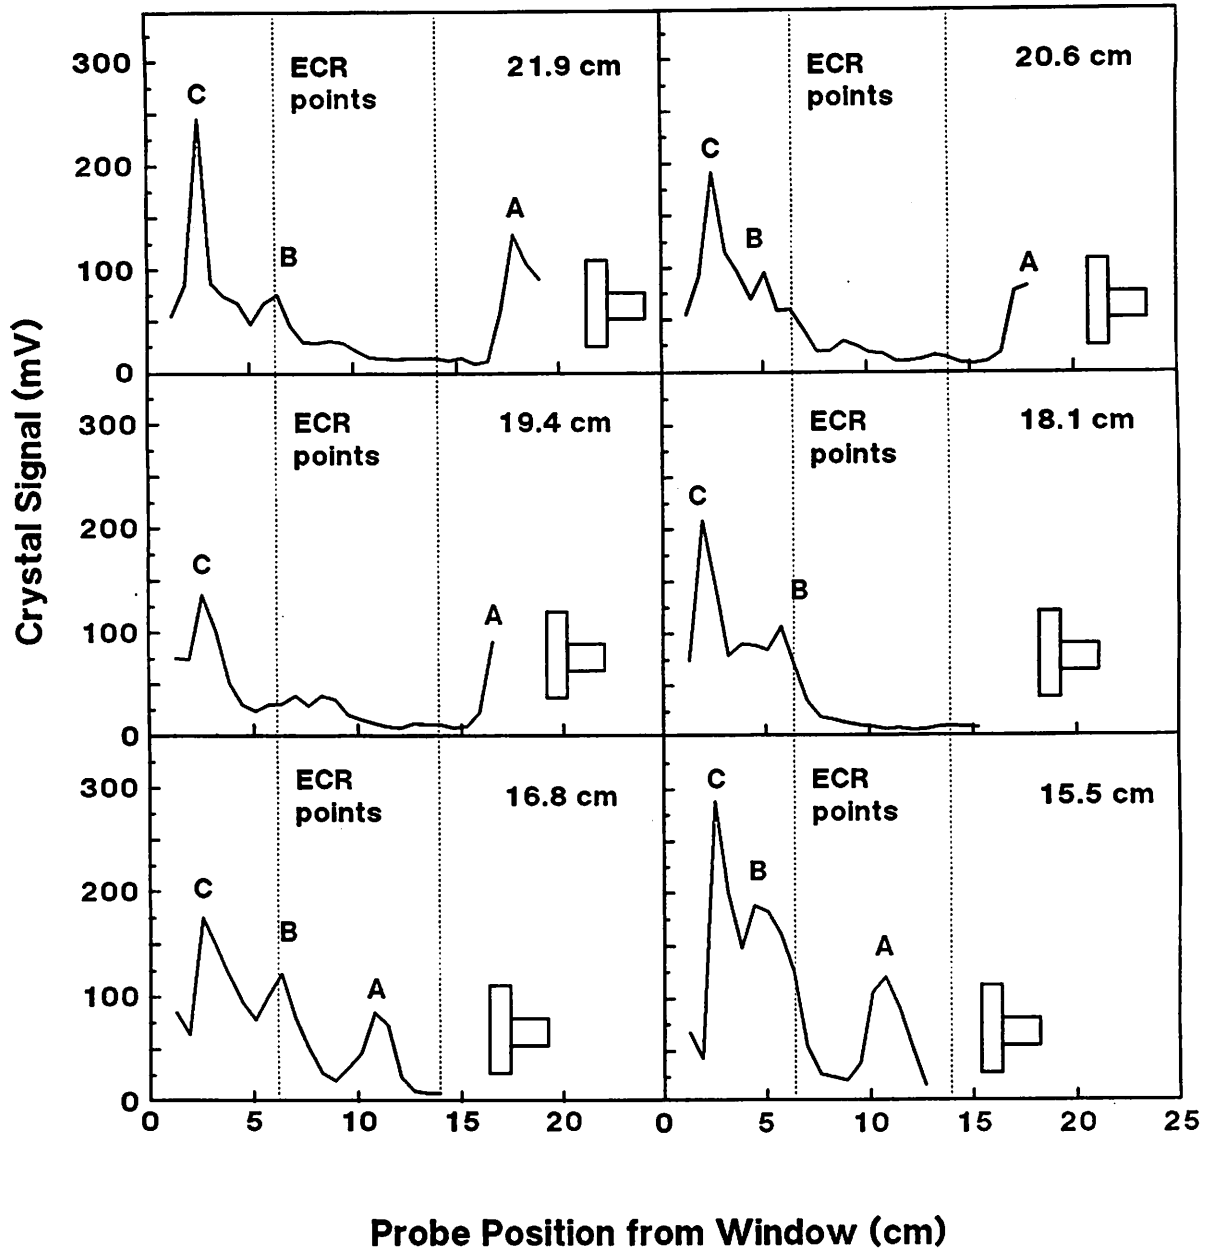 300
200
100
0
C
B
A
ECR
points
21.9 cm
C
B
A
ECR
points
20.6 cm
300
200
100
0
C
A
ECR
points
19.4 cm
C
B
ECR
points
18.1 cm
300
200
100
0
C
B
A
ECR
points
16.8 cm
C
B
A
ECR
points
15.5 cm
0 5 10 15 20 0 5 10 15 20 25
Crystal Signal (mV)
Probe Position from Window (cm)